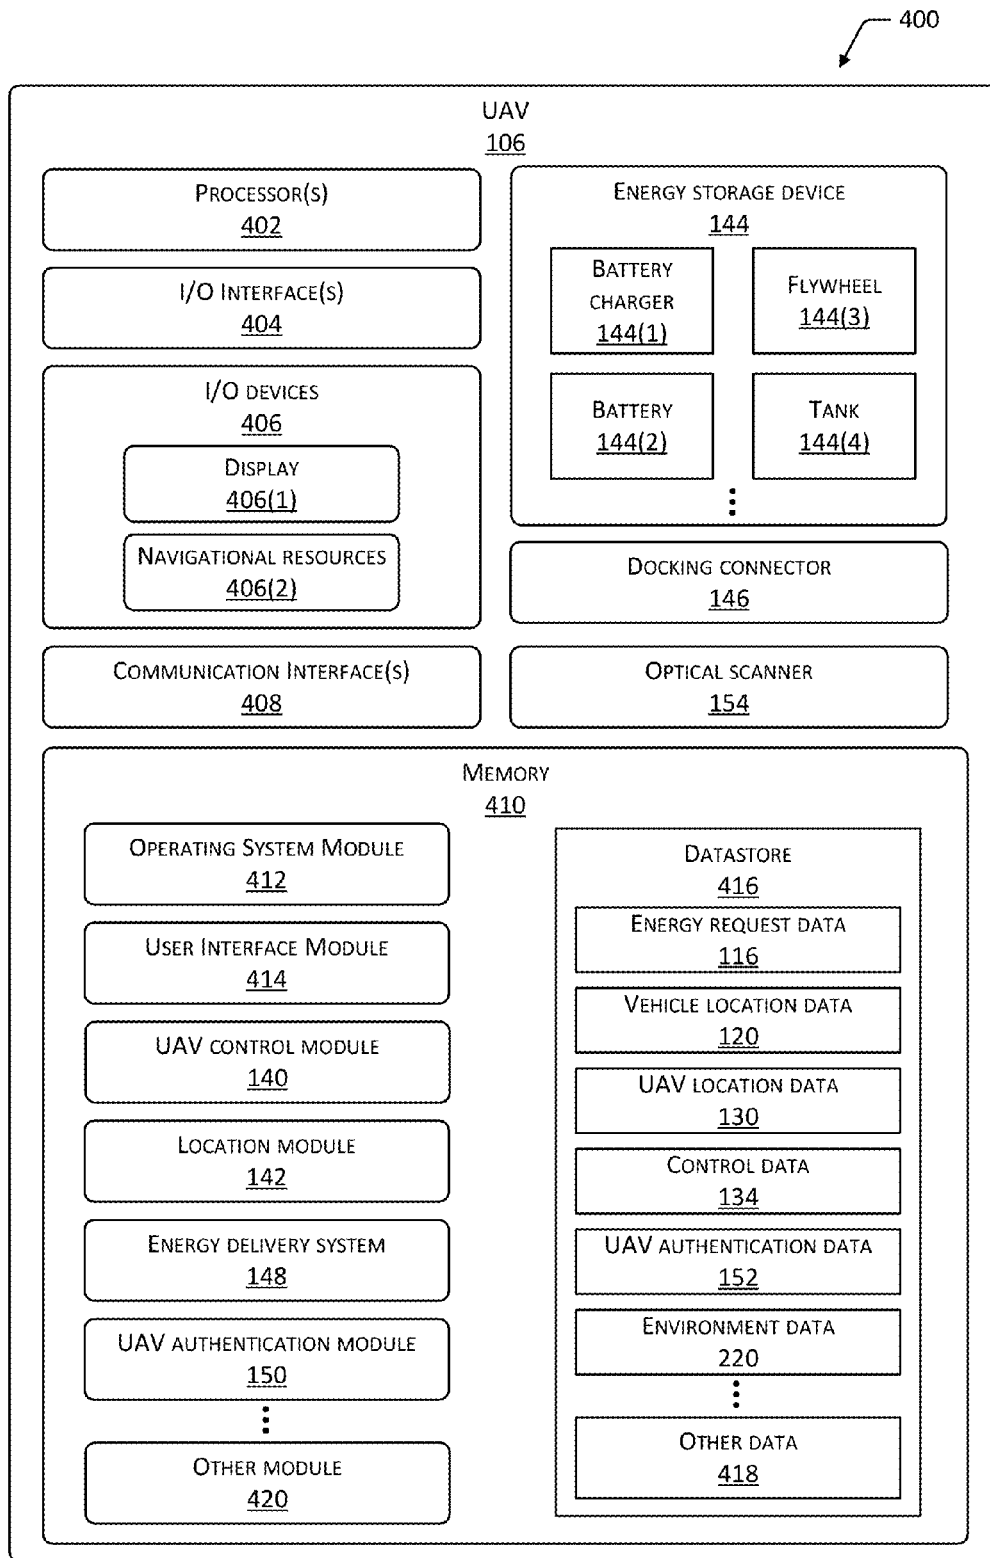 400
UAV
106
Processor(s)
402
I/O Interface(s)
404
I/O devices
406
Display
406(1)
Navigational resources
406(2)
Communication Interface(s)
408
Energy storage device
144
Battery
charger
144(1)
Flywheel
144(3)
Battery
144(2)
Tank
144(4)
Docking connector
146
Optical scanner
154
Memory
410
Operating System Module
412
User Interface Module
414
UAV control module
140
Location module
142
Energy delivery system
148
UAV authentication module
150
Other module
420
Datastore
416
Energy request data
116
Vehicle location data
120
UAV location data
130
Control data
134
UAV authentication data
152
Environment data
220
Other data
418